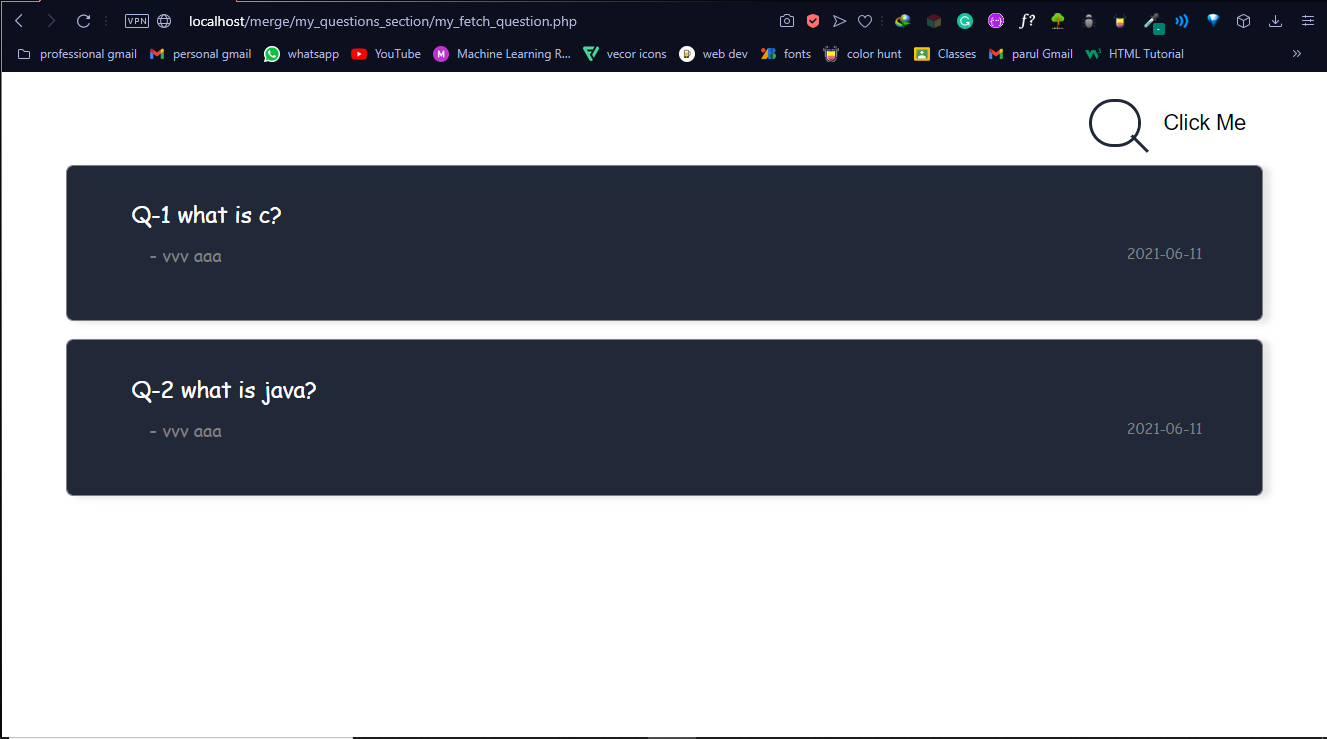 VPN localhost/merge/my_questions_section/my_fetch_question.php f?
professional gmail personal gmail whatsapp YouTube M Machine Learning R... vecor icons web dev fonts color hunt Classes parul Gmail HTML Tutorial »
Click Me
Q-1 what is c?
- vvv aaa 2021-06-11
Q-2 what is java?
- vvv aaa 2021-06-11